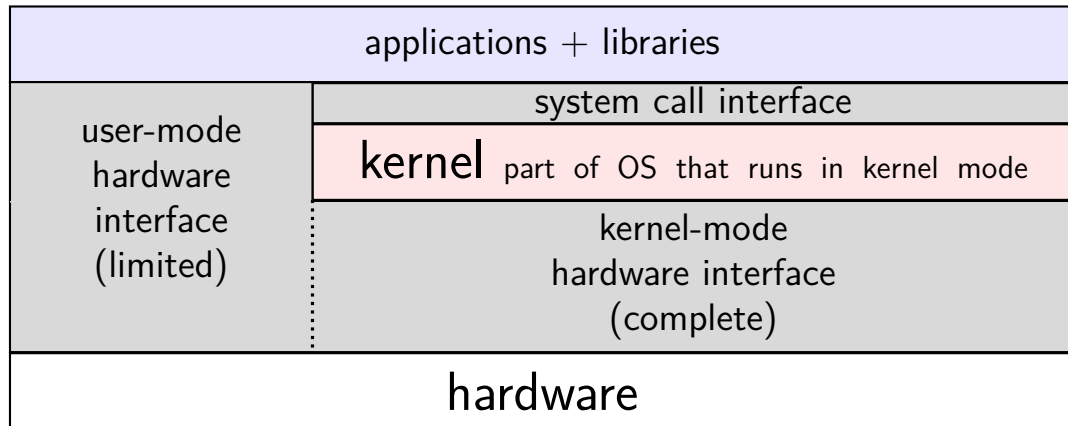 applications + libraries
system call interface
user-mode
hardware
interface
(limited)
kernel part of OS that runs in kernel mode
kernel-mode
hardware interface
(complete)
hardware